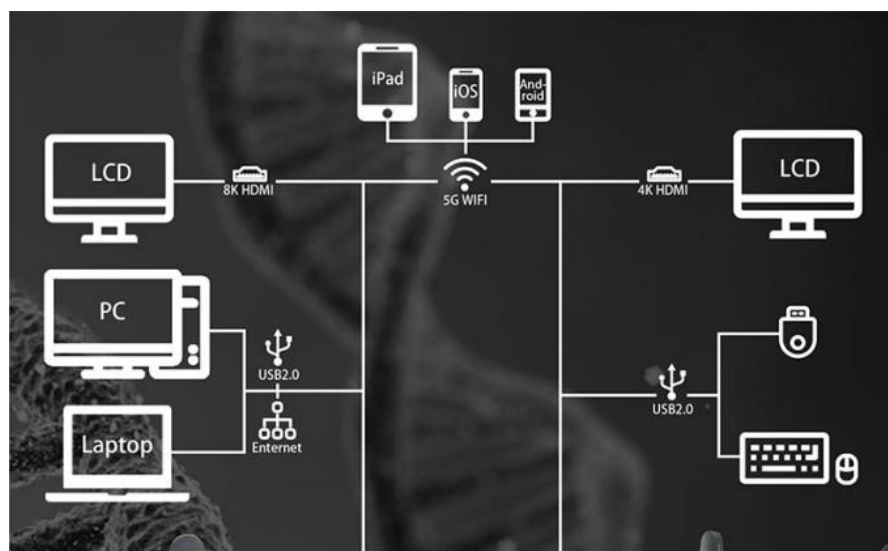 iPad
iOS
And-
roid
LCD
8K HDMI
5G WIFI
4K HDMI
LCD
PC
USB2.0
Enternet
Laptop
USB2.0